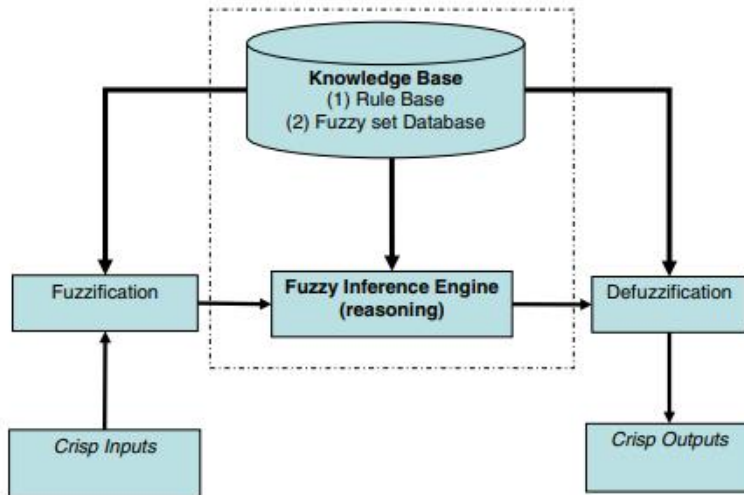 Knowledge Base
(1) Rule Base
(2) Fuzzy set Database
Fuzzification
Fuzzy Inference Engine
(reasoning)
Defuzzification
Crisp Inputs
Crisp Outputs